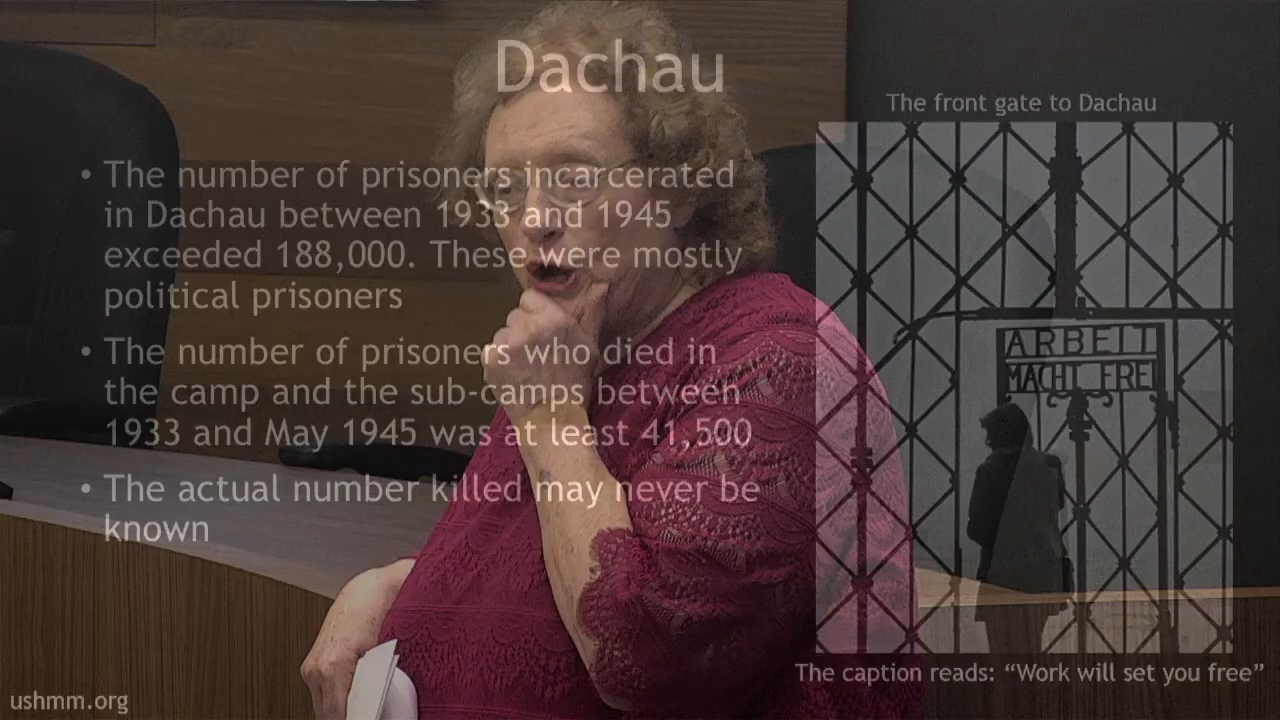 Dachau
• The number of prisoners incarcerated
in Dachau between 1933 and 1945
exceeded 188,000. These were mostly
political prisoners
• The number of prisoners who died in
the camp and the sub-camps between
1933 and May 1945 was at least 41,500
• The actual number killed may never be
known
The front gate to Dachau
ARBEIT
MACHT FREI
The caption reads: “Work will set you free”
ushmm.org